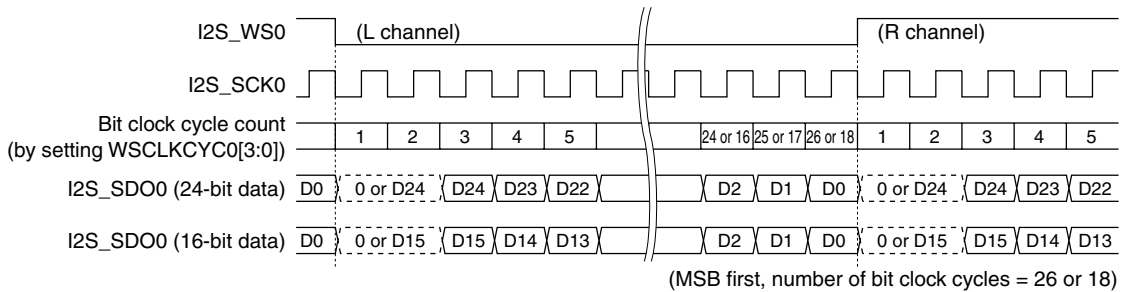 I2S_WS0 (L channel) (R channel)
I2S_SCK0
Bit clock cycle count
(by setting WSCLKCYC0[3:0]) 1 2 3 4 5 24 or 16 25 or 17 26 or 18 1 2 3 4 5
I2S_SDO0 (24-bit data) D0 0 or D24 D24 D23 D22 D2 D1 D0 0 or D24 D24 D23 D22
I2S_SDO0 (16-bit data) D0 0 or D15 D15 D14 D13 D2 D1 D0 0 or D15 D15 D14 D13
(MSB first, number of bit clock cycles = 26 or 18)